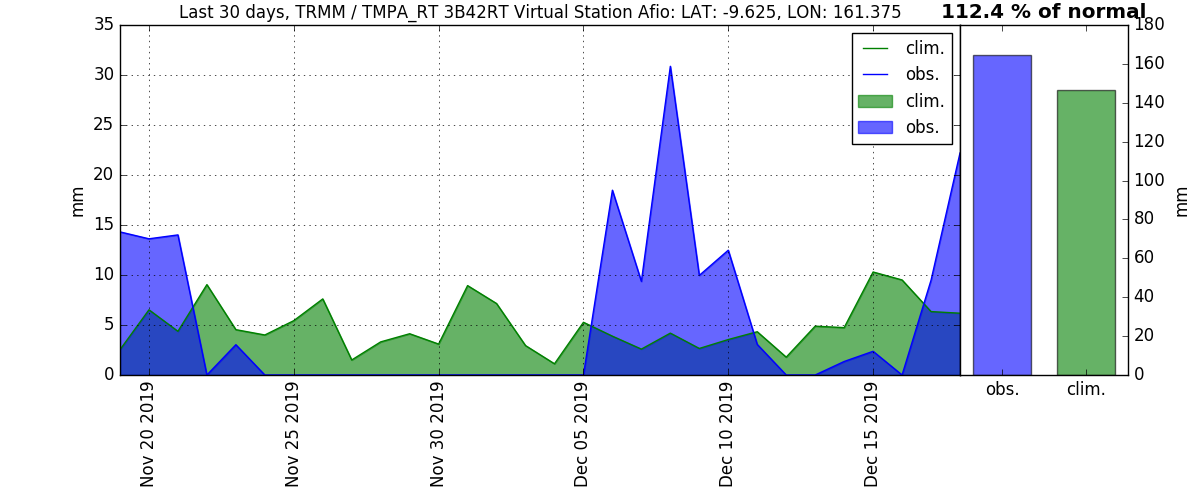 Last 30 days, TRMM / TMPA_RT 3B42RT Virtual Station Afio: LAT: -9.625, LON: 161.375
112.4 % of normal
35
30
25
20
15
10
5
0
mm
clim.
obs.
clim.
obs.
180
160
140
120
100
80
60
40
20
0
mm
Nov 20 2019
Nov 25 2019
Nov 30 2019
Dec 05 2019
Dec 10 2019
Dec 15 2019
obs.
clim.